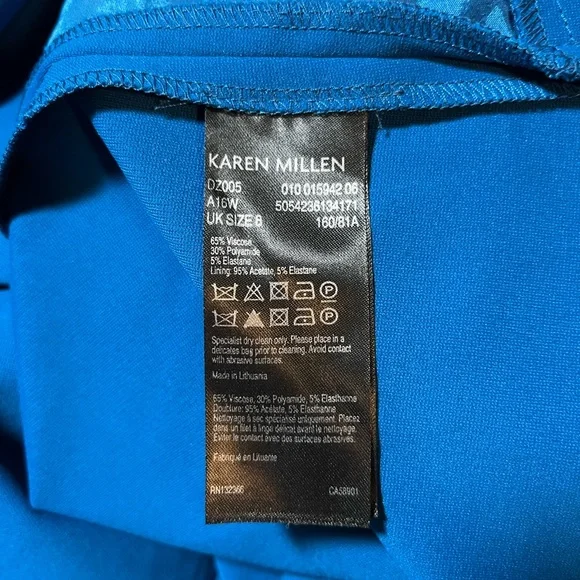 KAREN MILLEN
DZ005 010 015942 06
A16W 5054236134171
UK SIZE 8 160/81A
65% Viscose
30% Polyamide
5% Elastane
Lining: 95% Acetate, 5% Elastane
P
P
Specialist dry clean only. Please place in a
delicates bag prior to cleaning. Avoid contact
with abrasive surfaces.
Made in Lithuania
65% Viscose, 30% Polyamide, 5% Elasthanne
Doublure: 95% Acétate, 5% Elasthanne
Nettoyage à sec spécialisé uniquement. Placez
dans un filet à linge délicat avant le nettoyage.
Eviter le contact avec des surfaces abrasives.
Fabriqué en Lituanie
RN132366 CA58901